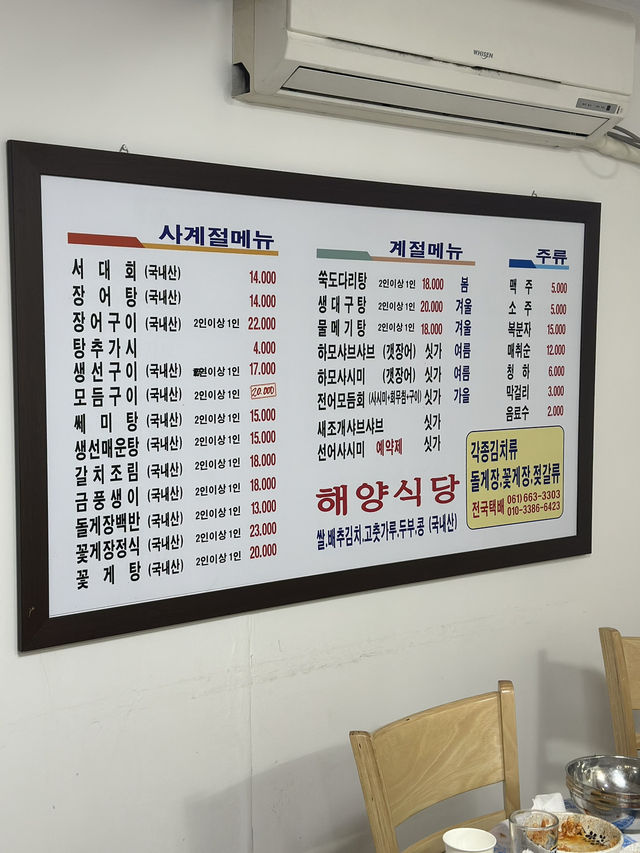 WHISEN
사계절메뉴
서 대 회 (국내산) 14.000
장 어 탕 (국내산) 14.000
장어구이 (국내산) 2인이상 1인 22.000
탕추가시 4.000
생선구이 (국내산) 인이상 1인 17.000
모듬구이 (국내산) 2인이상 1인 20.000
쎄 미 탕 (국내산) 2인이상 1인 15.000
생선매운탕 (국내산) 2인이상 1인 15.000
갈치조림 (국내산) 2인이상 1인 18.000
금풍생이 (국내산) 2인이상 1인 18.000
돌게장백반 (국내산) 2인이상 1인 13.000
꽃게장정식 (국내산) 2인이상 1인 23.000
꽃 게 탕 (국내산) 2인이상 1인 20.000
계절메뉴
쑥도다리탕 2인이상 1인 18.000 봄
생대구탕 2인이상 1인 20.000 겨울
물메기탕 2인이상 1인 18.000 겨울
하모샤브샤브 (갯장어) 싯가 여름
하모사시미 (갯장어) 싯가 여름
전어모듬회 (사시미+회무침+구이) 싯가 가을
새조개샤브샤브 싯가
선어사시미 예약제 싯가
해양식당
쌀,배추김치,고춧가루,두부,콩 (국내산)
주류
맥 주 5.000
소 주 5.000
복분자 15.000
매취순 12.000
청 하 6.000
막걸리 3.000
음료수 2.000
각종김치류
돌게장,꽃게장,젓갈류
전국택배 061) 663-3303
010-3386-6423